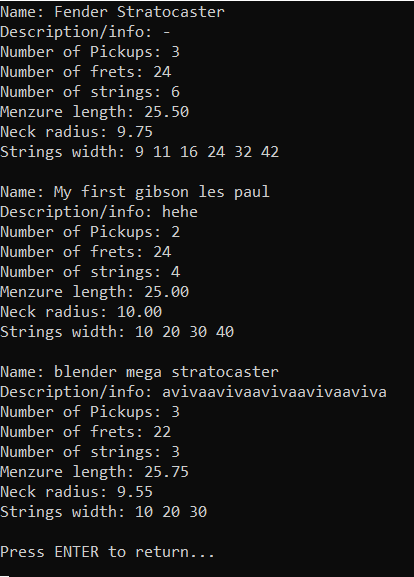 Name: Fender Stratocaster
Description/info: -
Number of Pickups: 3
Number of frets: 24
Number of strings: 6
Menzure length: 25.50
Neck radius: 9.75
Strings width: 9 11 16 24 32 42
Name: My first gibson les paul
Description/info: hehe
Number of Pickups: 2
Number of frets: 24
Number of strings: 4
Menzure length: 25.00
Neck radius: 10.00
Strings width: 10 20 30 40
Name: blender mega stratocaster
Description/info: avivaavivaavivaavivaaviva
Number of Pickups: 3
Number of frets: 22
Number of strings: 3
Menzure length: 25.75
Neck radius: 9.55
Strings width: 10 20 30
Press ENTER to return...